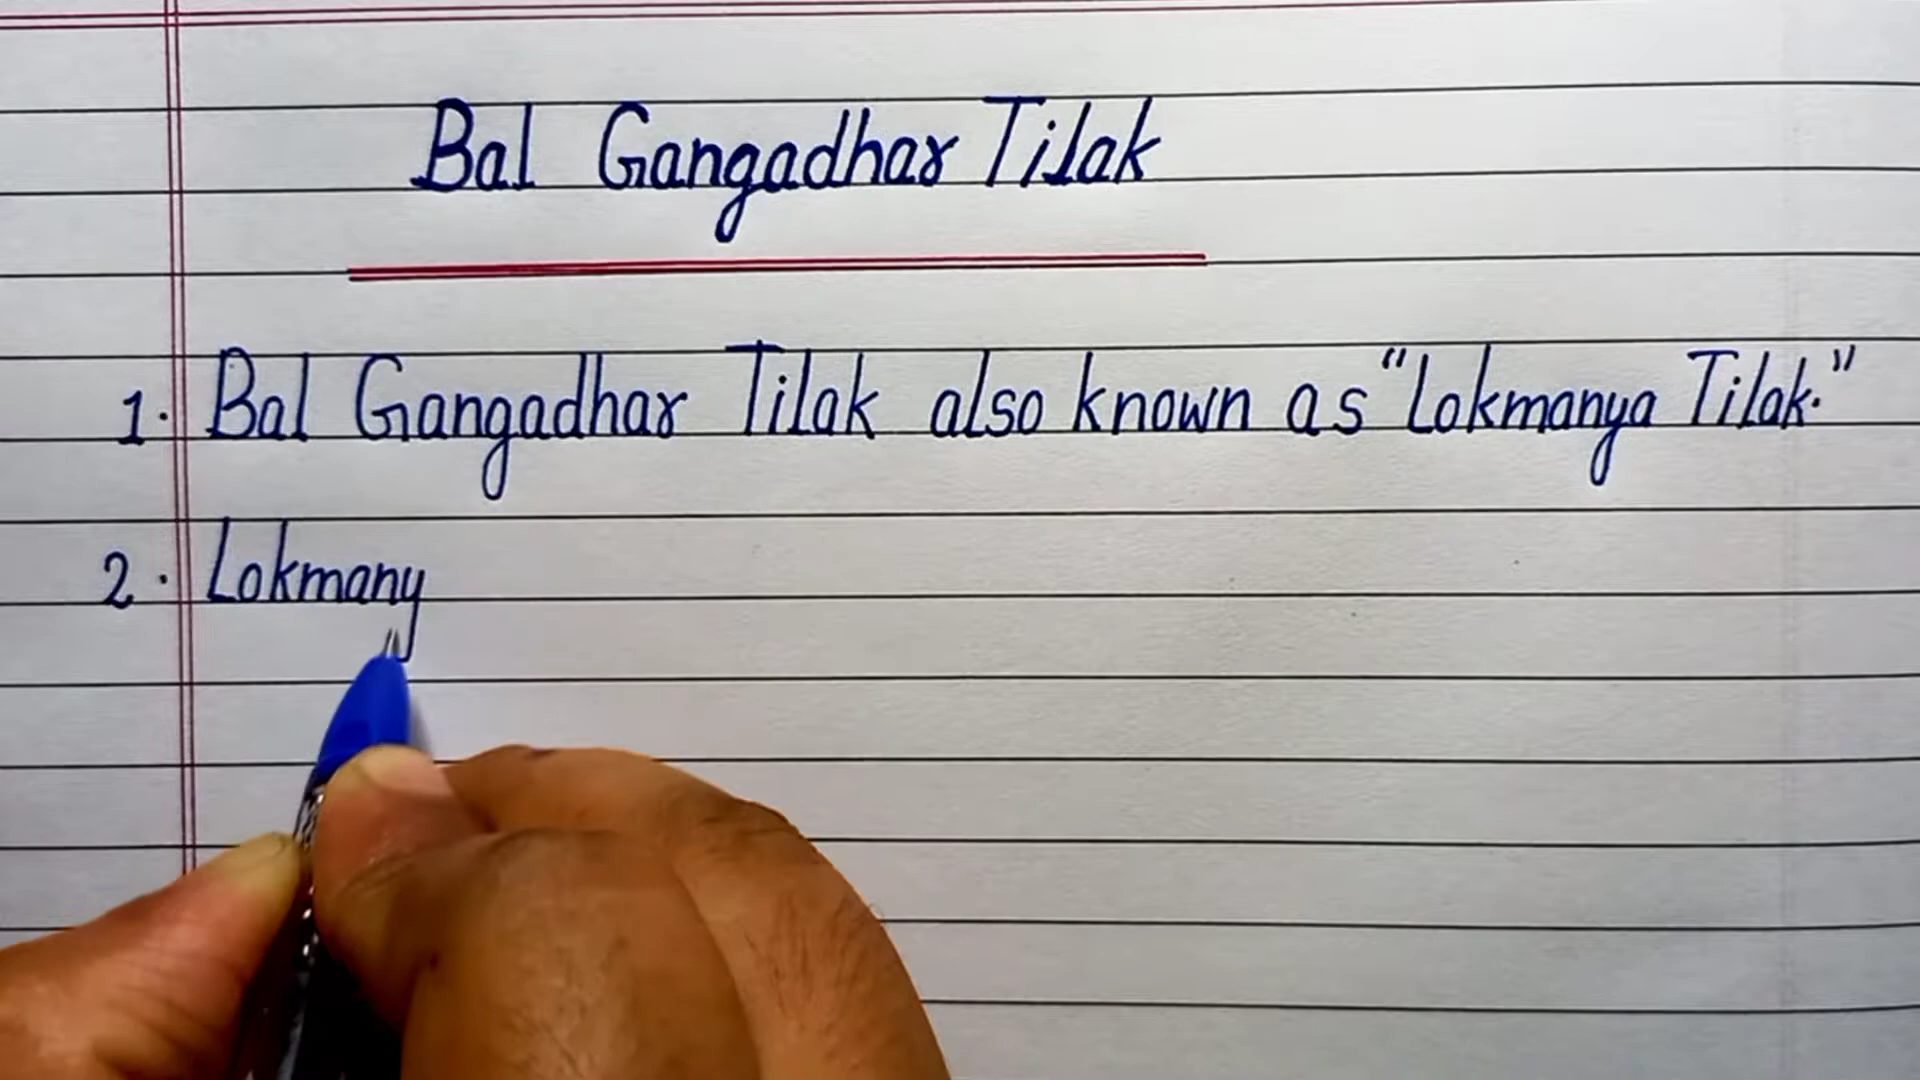 Bal Gangadhar Tilak
1. Bal Gangadhar Tilak also known as "Lokmanya Tilak."
2. Lokmany